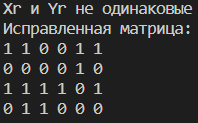 Xr и Yr не одинаковые
Исправленная матрица:
1 1 0 0 1 1
0 0 0 0 1 0
1 1 1 1 0 1
0 1 1 0 0 0